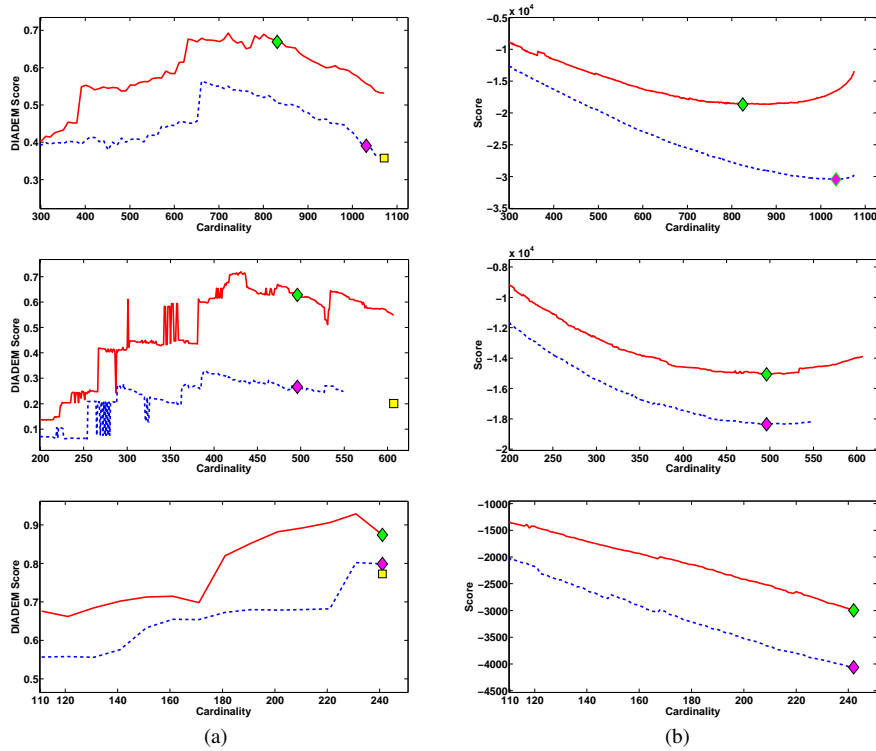 x 10⁴
0.7
0.6
0.5
0.4
0.3
DIADEM Score
300 400 500 600 700 800 900 1000 1100
Cardinality
−0.5
−1
−1.5
−2
−2.5
−3
−3.5
Score
300 400 500 600 700 800 900 1000
Cardinality
x 10⁴
0.7
0.6
0.5
0.4
0.3
0.2
0.1
DIADEM Score
200 250 300 350 400 450 500 550 600
Cardinality
−0.8
−1
−1.2
−1.4
−1.6
−1.8
−2
Score
200 250 300 350 400 450 500 550 600
Cardinality
0.9
0.8
0.7
0.6
0.5
DIADEM Score
110 120 140 160 180 200 220 240
Cardinality
−1000
−1500
−2000
−2500
−3000
−3500
−4000
−4500
Score
110 120 140 160 180 200 220 240
Cardinality
(a)
(b)